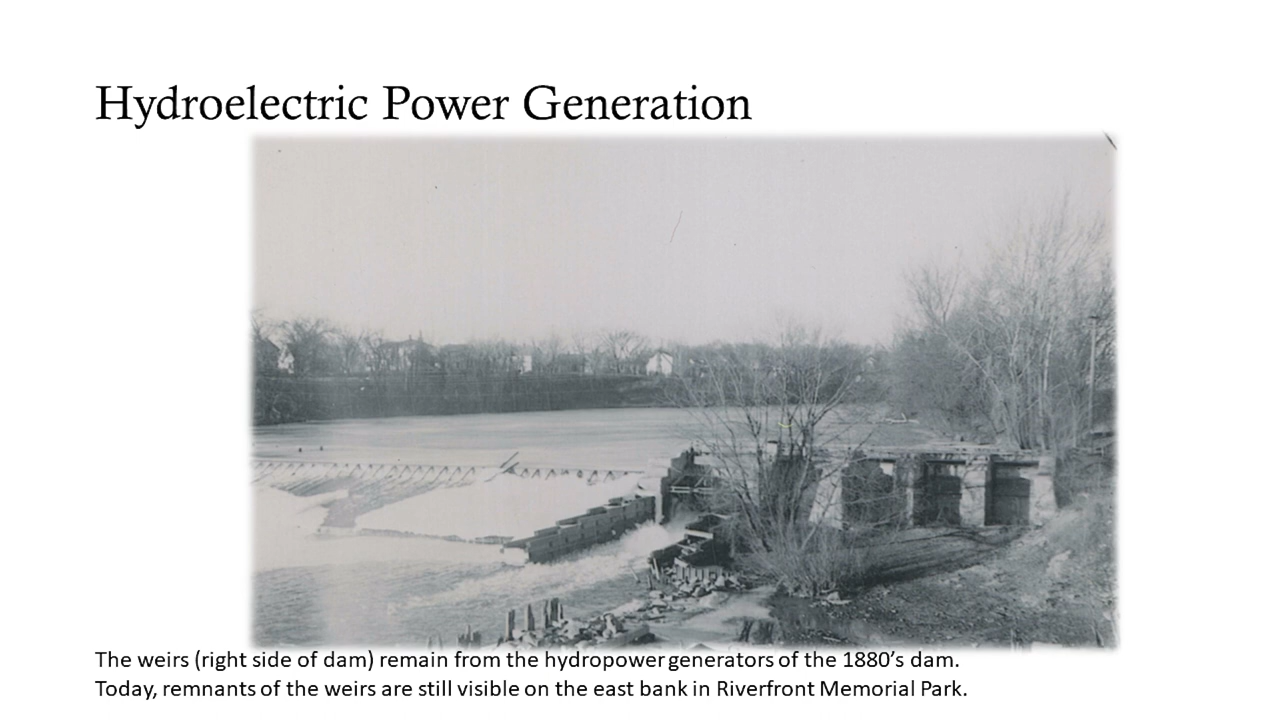 Hydroelectric Power Generation
The weirs (right side of dam) remain from the hydropower generators of the 1880’s dam.
Today, remnants of the weirs are still visible on the east bank in Riverfront Memorial Park.